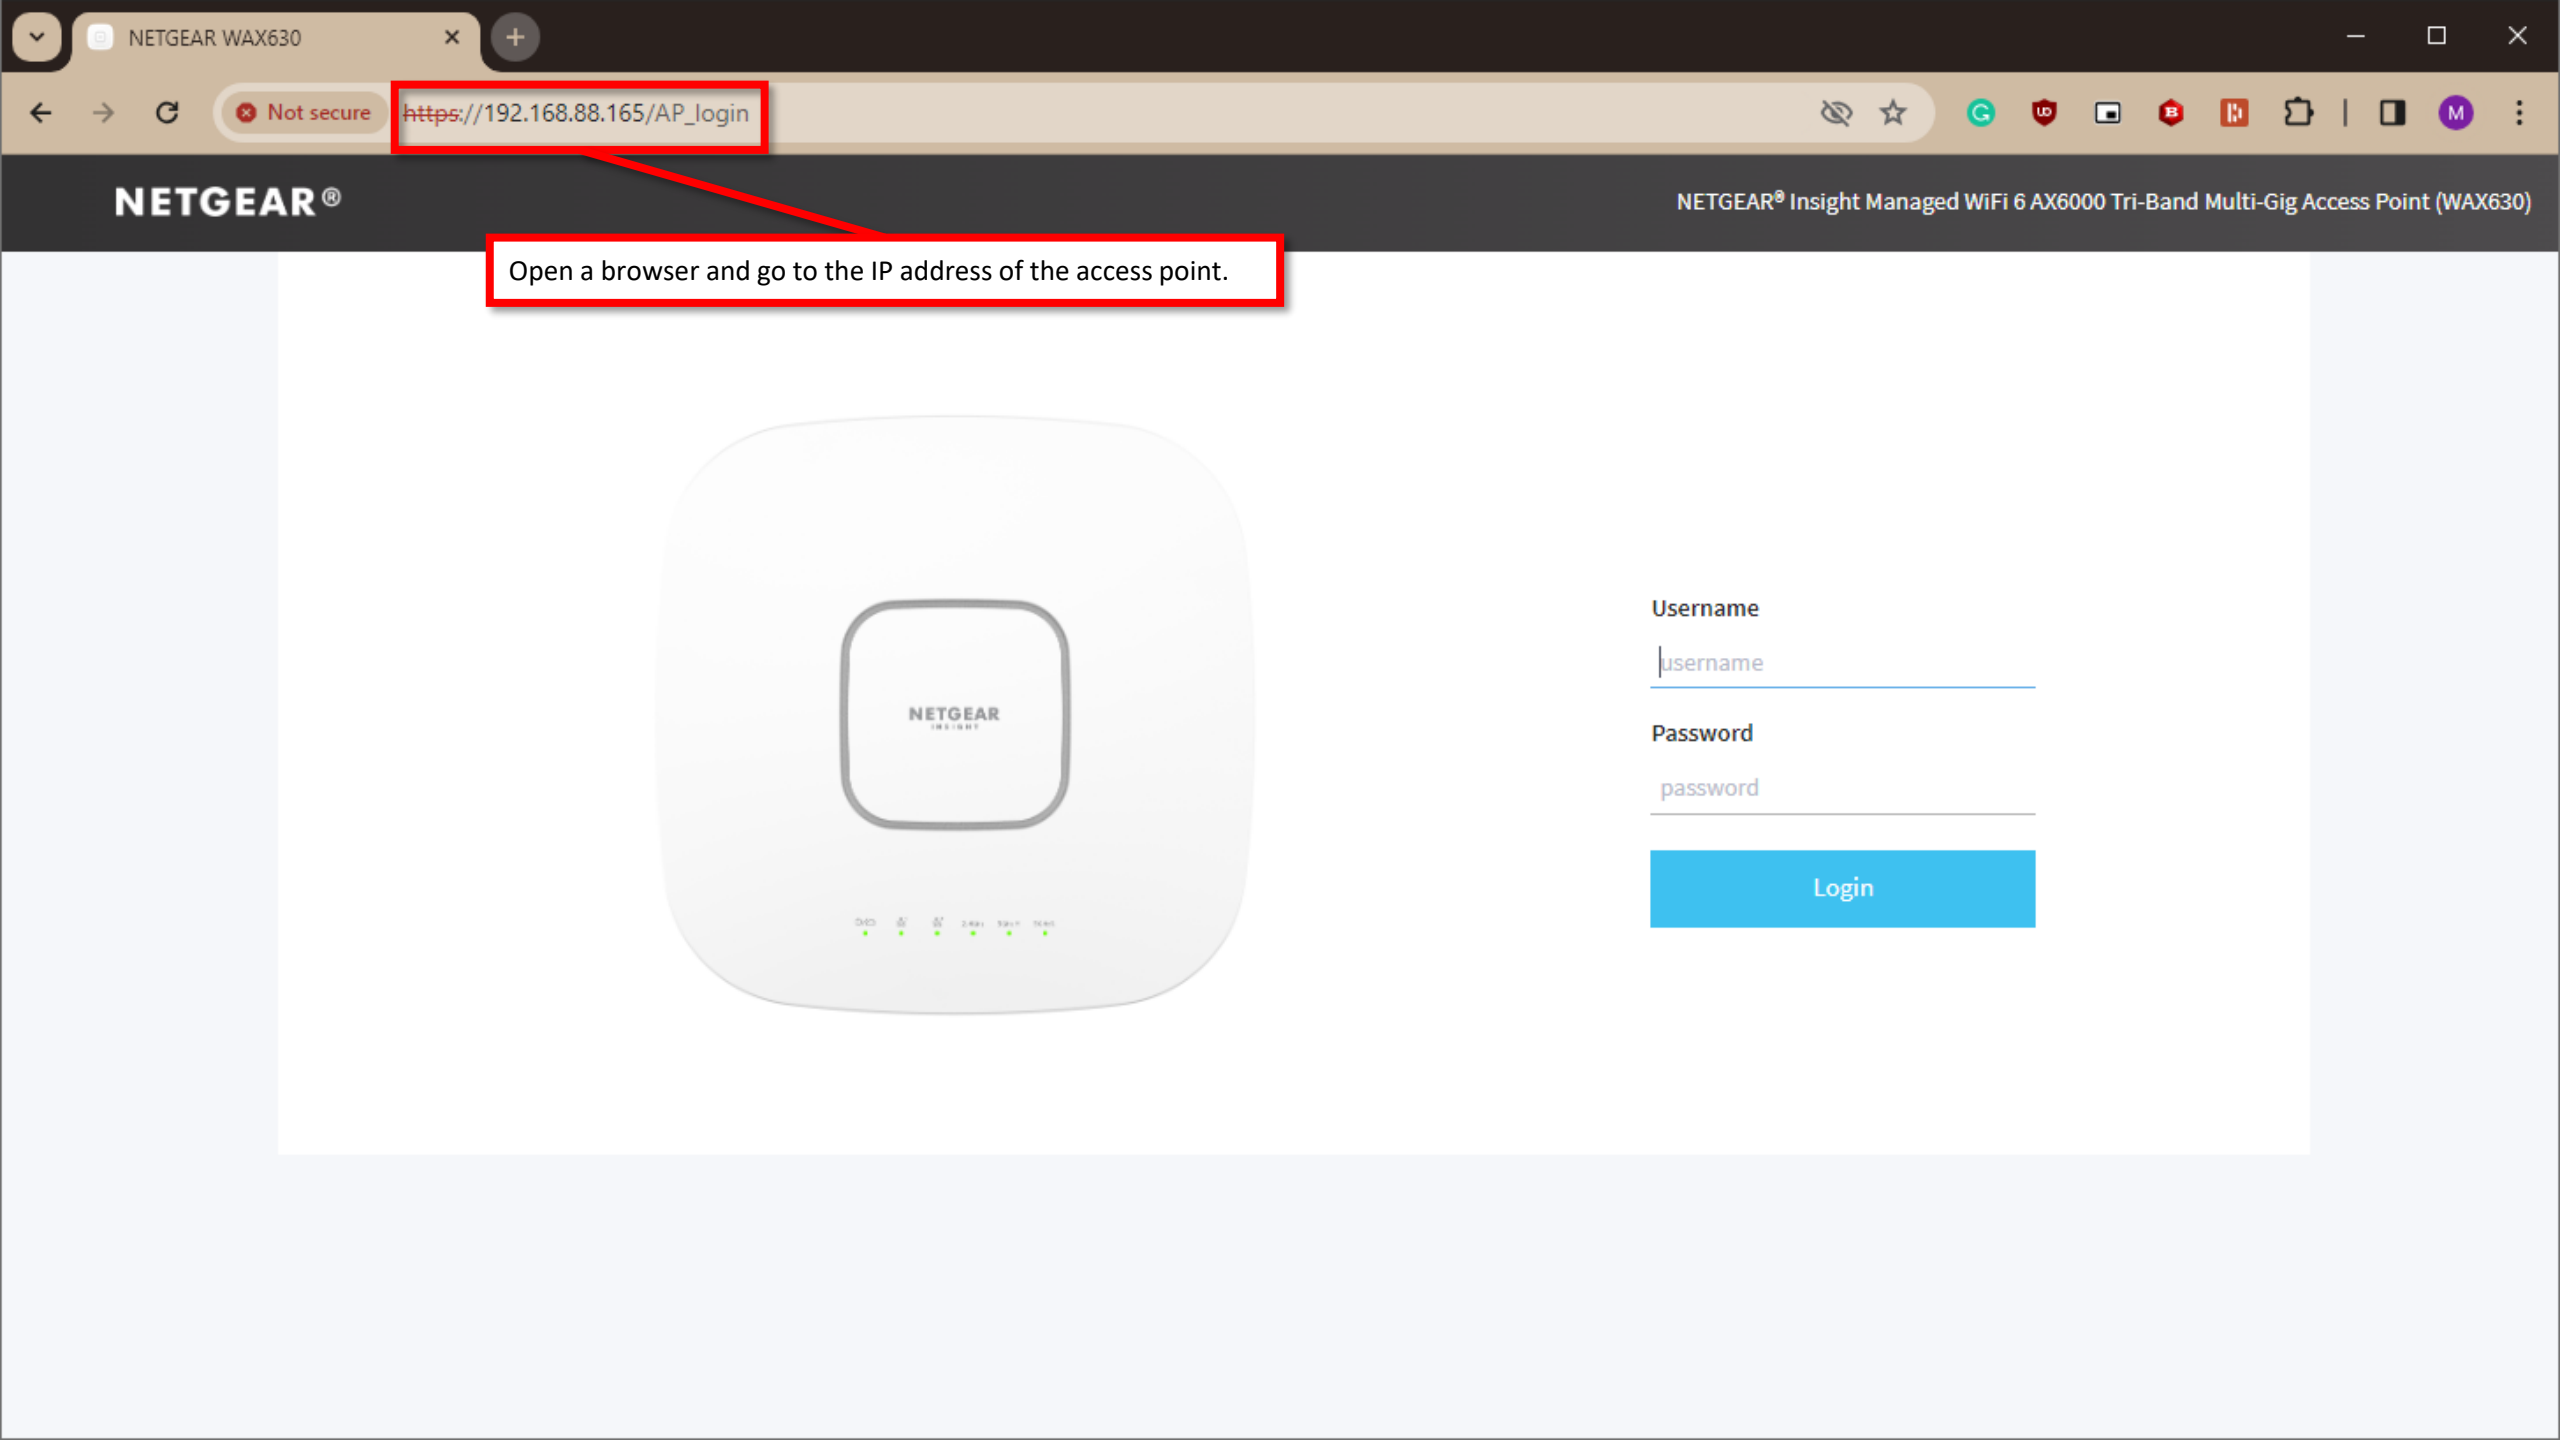 NETGEAR WAX630
Not secure
https://192.168.88.165/AP_login
M
NETGEAR®
NETGEAR® Insight Managed WiFi 6 AX6000 Tri-Band Multi-Gig Access Point (WAX630)
Open a browser and go to the IP address of the access point.
Username
username
NETGEAR
INSIGHT
Password
password
Login